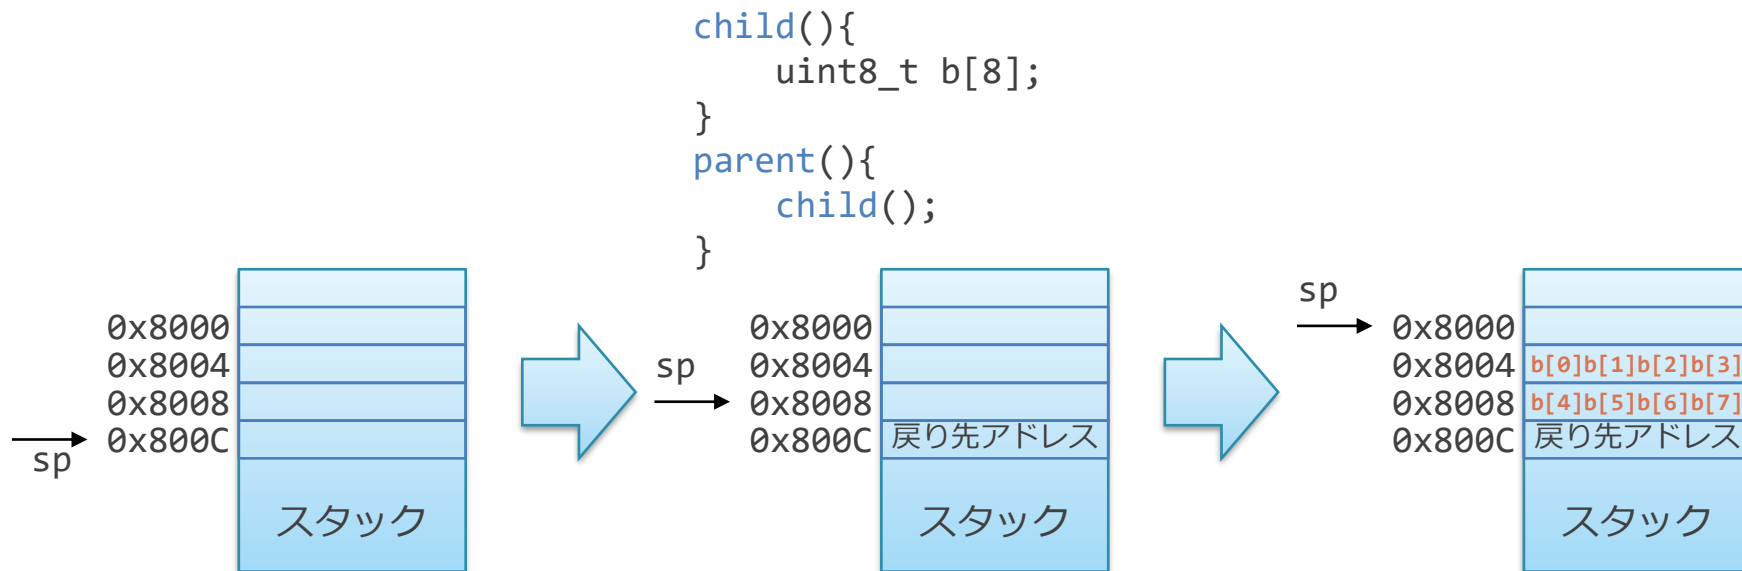 child(){
    uint8_t b[8];
}
parent(){
    child();
}
0x8000
0x8004
0x8008
0x800C
sp
スタック
sp
0x8000
0x8004
0x8008
0x800C 戻り先アドレス
スタック
sp
0x8000
0x8004 b[0]b[1]b[2]b[3]
0x8008 b[4]b[5]b[6]b[7]
0x800C 戻り先アドレス
スタック